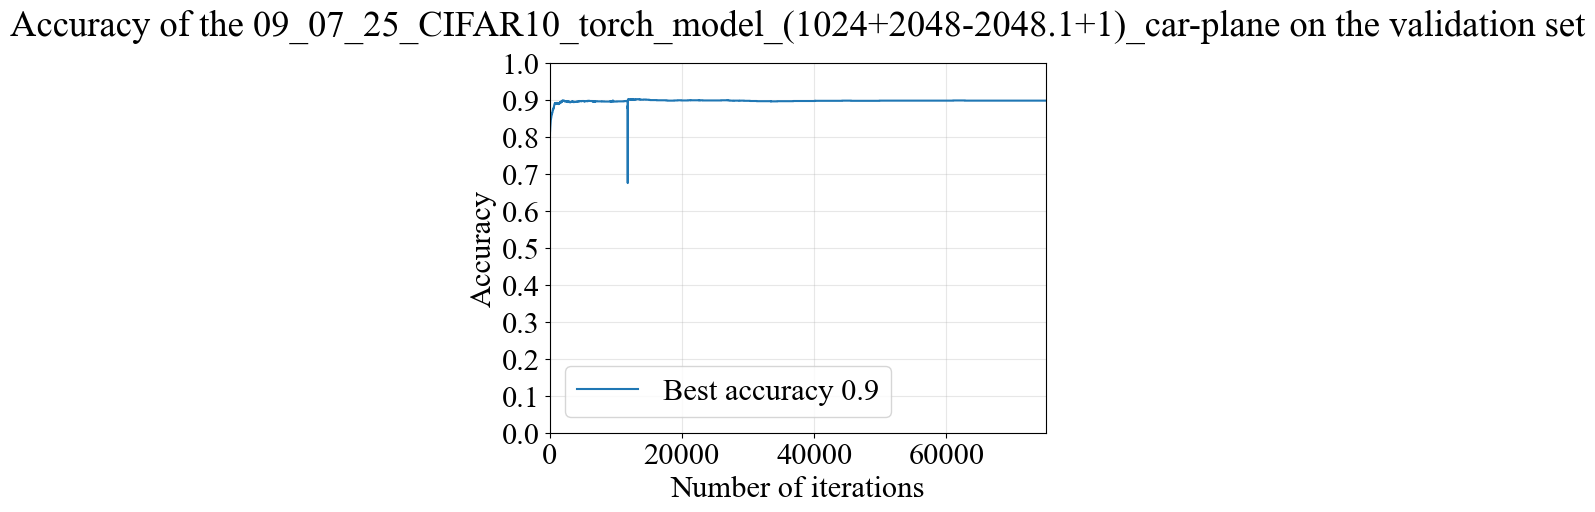 Accuracy of the 09_07_25_CIFAR10_torch_model_(1024+2048-2048.1+1)_car-plane on the validation set
1.0
0.9
0.8
0.7
0.6
0.5
0.4
0.3
0.2
0.1
0.0
Accuracy
Best accuracy 0.9
0 20000 40000 60000
Number of iterations